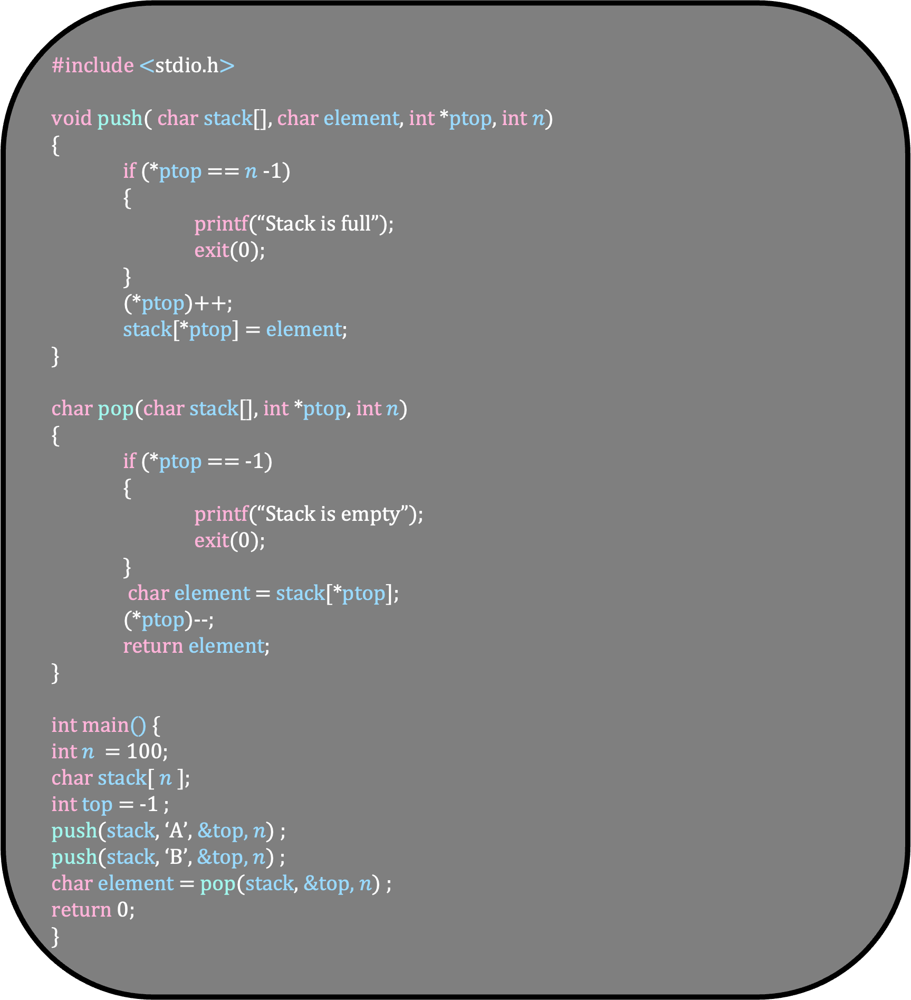 #include <stdio.h>
void push( char stack[], char element, int *ptop, int n)
{
if (*ptop == n -1)
{
printf(“Stack is full”);
exit(0);
}
(*ptop)++;
stack[*ptop] = element;
}
char pop(char stack[], int *ptop, int n)
{
if (*ptop == -1)
{
printf(“Stack is empty”);
exit(0);
}
char element = stack[*ptop];
(*ptop)--;
return element;
}
int main() {
int n = 100;
char stack[ n ];
int top = -1 ;
push(stack, ‘A’, &top, n) ;
push(stack, ‘B’, &top, n) ;
char element = pop(stack, &top, n) ;
return 0;
}